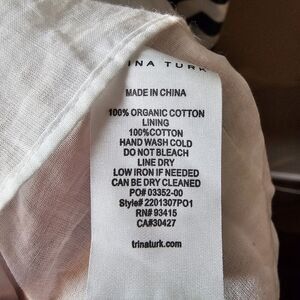 INA TURK
MADE IN CHINA
100% ORGANIC COTTON
LINING
100%COTTON
HAND WASH COLD
DO NOT BLEACH
LINE DRY
LOW IRON IF NEEDED
CAN BE DRY CLEANED
PO# 03352-00
Style# 2201307PO1
RN# 93415
CA#30427
trinaturk.com